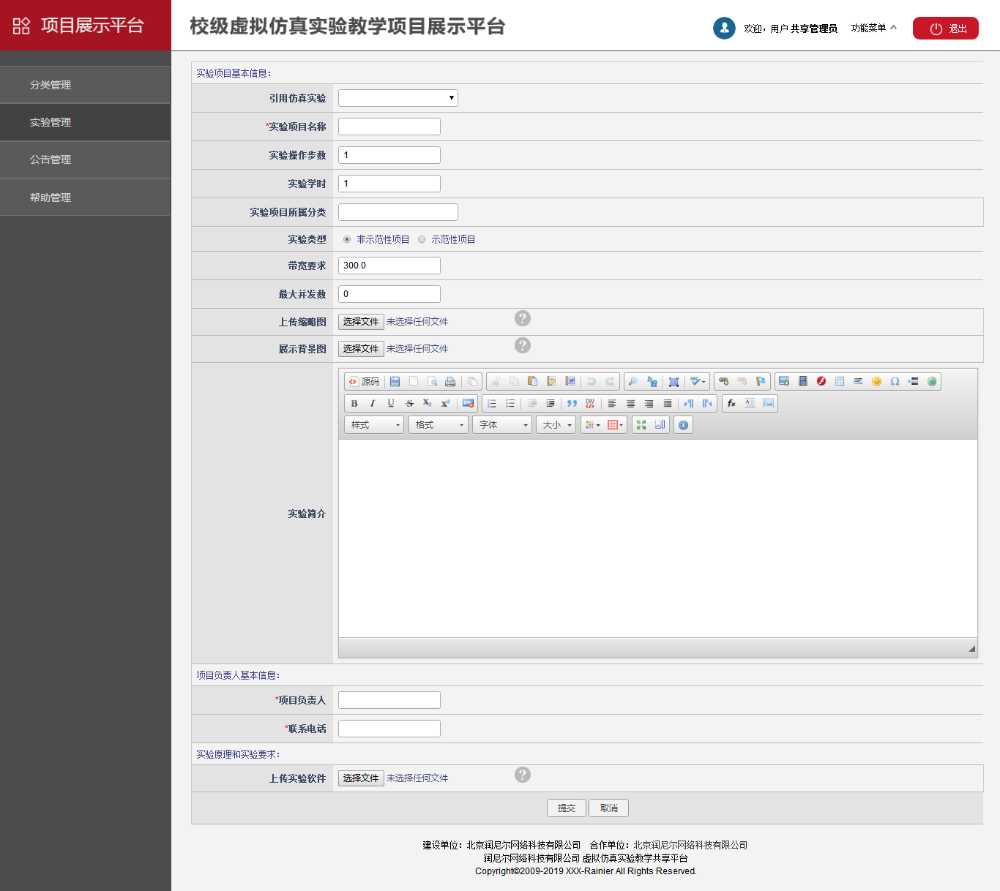 项目展示平台
校级虚拟仿真实验教学项目展示平台
欢迎，用户 共享管理员
功能菜单
退出
分类管理
实验管理
公告管理
帮助管理
实验项目基本信息：
引用仿真实验
*实验项目名称
实验操作步数 1
实验学时 1
实验项目所属分类
实验类型 非示范性项目 示范性项目
带宽要求 300.0
最大并发数 0
上传缩略图 选择文件 未选择任何文件 ?
展示背景图 选择文件 未选择任何文件 ?
源码
B I U S X₂ X²
样式 格式 字体 大小
实验简介
项目负责人基本信息：
*项目负责人
*联系电话
实验原理和实验要求：
上传实验软件 选择文件 未选择任何文件 ?
提交 取消
建设单位：北京润尼尔网络科技有限公司 合作单位：北京润尼尔网络科技有限公司
润尼尔网络科技有限公司 虚拟仿真实验教学共享平台
Copyright©2009-2019 XXX-Rainier All Rights Reserved.